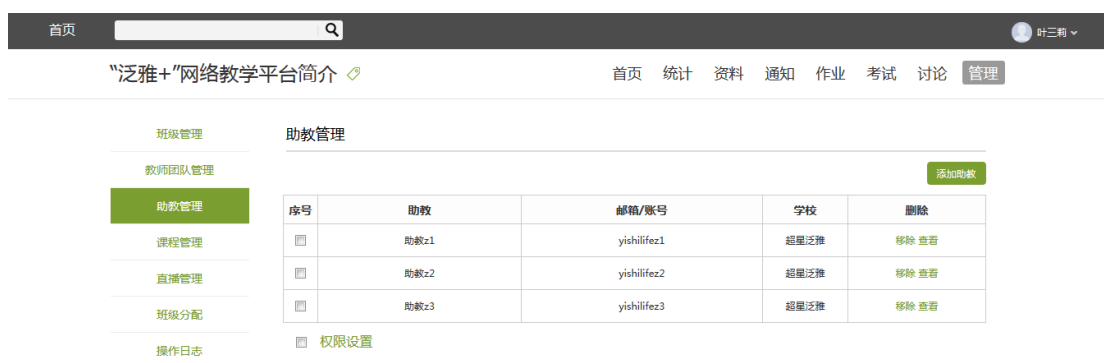 首页 叶三莉
“泛雅+”网络教学平台简介 首页 统计 资料 通知 作业 考试 讨论 管理
班级管理
教师团队管理
助教管理
课程管理
直播管理
班级分配
操作日志
助教管理
添加助教
序号 助教 邮箱/账号 学校 删除
助教z1 yishilifez1 超星泛雅 移除 查看
助教z2 yishilifez2 超星泛雅 移除 查看
助教z3 yishilifez3 超星泛雅 移除 查看
权限设置